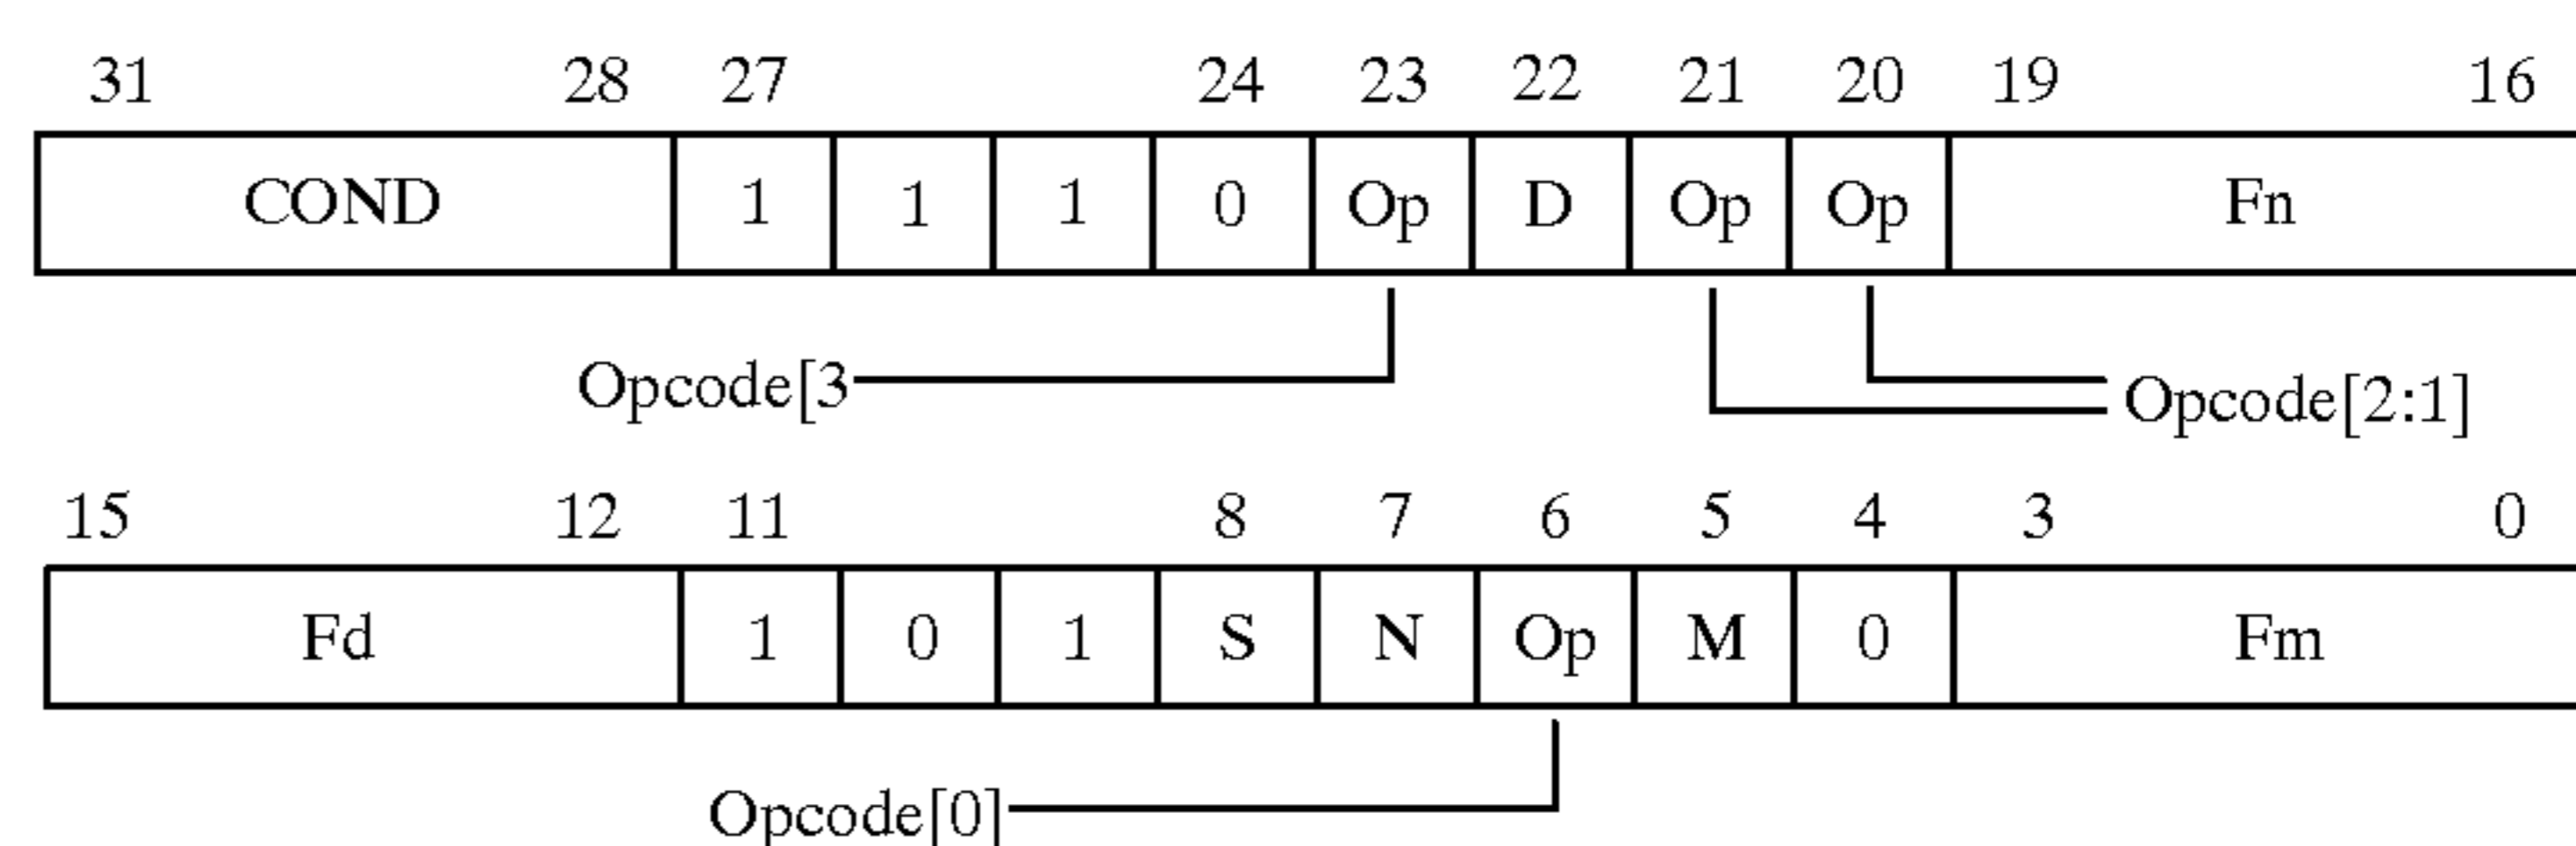 31 28 27 24 23 22 21 20 19 16
COND 1 1 1 0 Op D Op Op Fn
Opcode[3 Opcode[2:1]
15 12 11 8 7 6 5 4 3 0
Fd 1 0 1 S N Op M 0 Fm
Opcode[0]